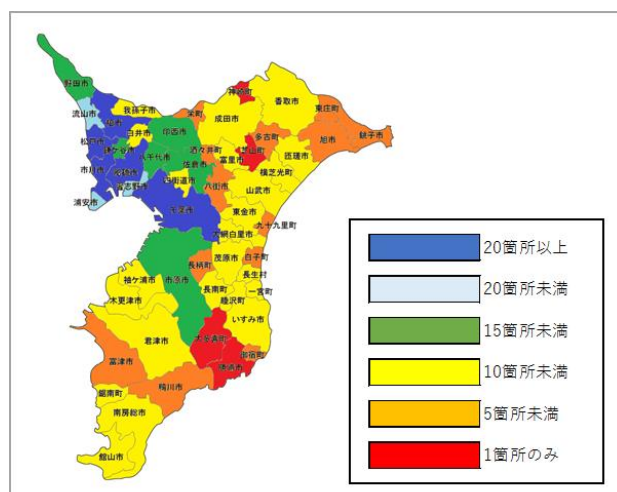 野田市
流山市
柏市
我孫子市
松戸市
鎌ケ谷市
白井市
印西市
栄町
成田市
神崎町
香取市
東庄町
銚子市
旭市
匝瑳市
多古町
芝山町
横芝光町
富里市
酒々井町
佐倉市
八千代市
船橋市
市川市
習志野市
浦安市
四街道市
八街市
山武市
千葉市
東金市
九十九里町
大網白里市
茂原市
白子町
長柄町
長生村
一宮町
長南町
睦沢町
市原市
袖ケ浦市
木更津市
いすみ市
君津市
大多喜町
御宿町
勝浦市
富津市
鴨川市
鋸南町
南房総市
館山市
20箇所以上
20箇所未満
15箇所未満
10箇所未満
5箇所未満
1箇所のみ